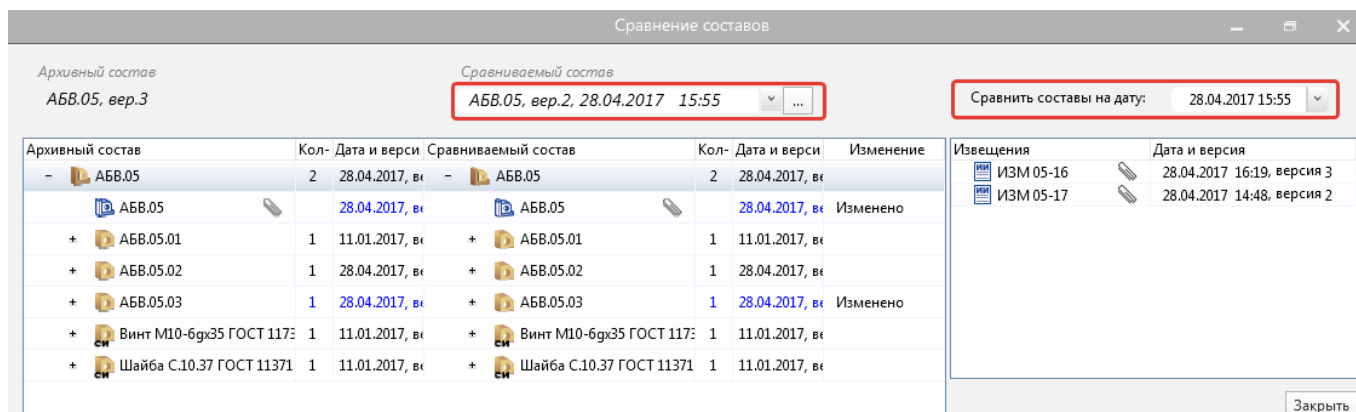 Сравнение составов
Архивный состав Сравниваемый состав
АБВ.05, вер.3 АБВ.05, вер.2, 28.04.2017 15:55 ... Сравнить составы на дату: 28.04.2017 15:55
Архивный состав Кол- Дата и верси Сравниваемый состав Кол- Дата и верси Изменение Извещения Дата и версия
− АБВ.05 2 28.04.2017, ве − АБВ.05 2 28.04.2017, ве ИЗМ 05-16 28.04.2017 16:19, версия 3
АБВ.05 28.04.2017, ве АБВ.05 28.04.2017, ве Изменено ИЗМ 05-17 28.04.2017 14:48, версия 2
+ АБВ.05.01 1 11.01.2017, ве + АБВ.05.01 1 11.01.2017, ве
+ АБВ.05.02 1 28.04.2017, ве + АБВ.05.02 1 28.04.2017, ве
+ АБВ.05.03 1 28.04.2017, ве + АБВ.05.03 1 28.04.2017, ве Изменено
+ СИ Винт М10-6gх35 ГОСТ 1173 1 11.01.2017, ве + СИ Винт М10-6gх35 ГОСТ 1173 1 11.01.2017, ве
+ СИ Шайба С.10.37 ГОСТ 11371 1 11.01.2017, ве + СИ Шайба С.10.37 ГОСТ 11371 1 11.01.2017, ве
Закрыть